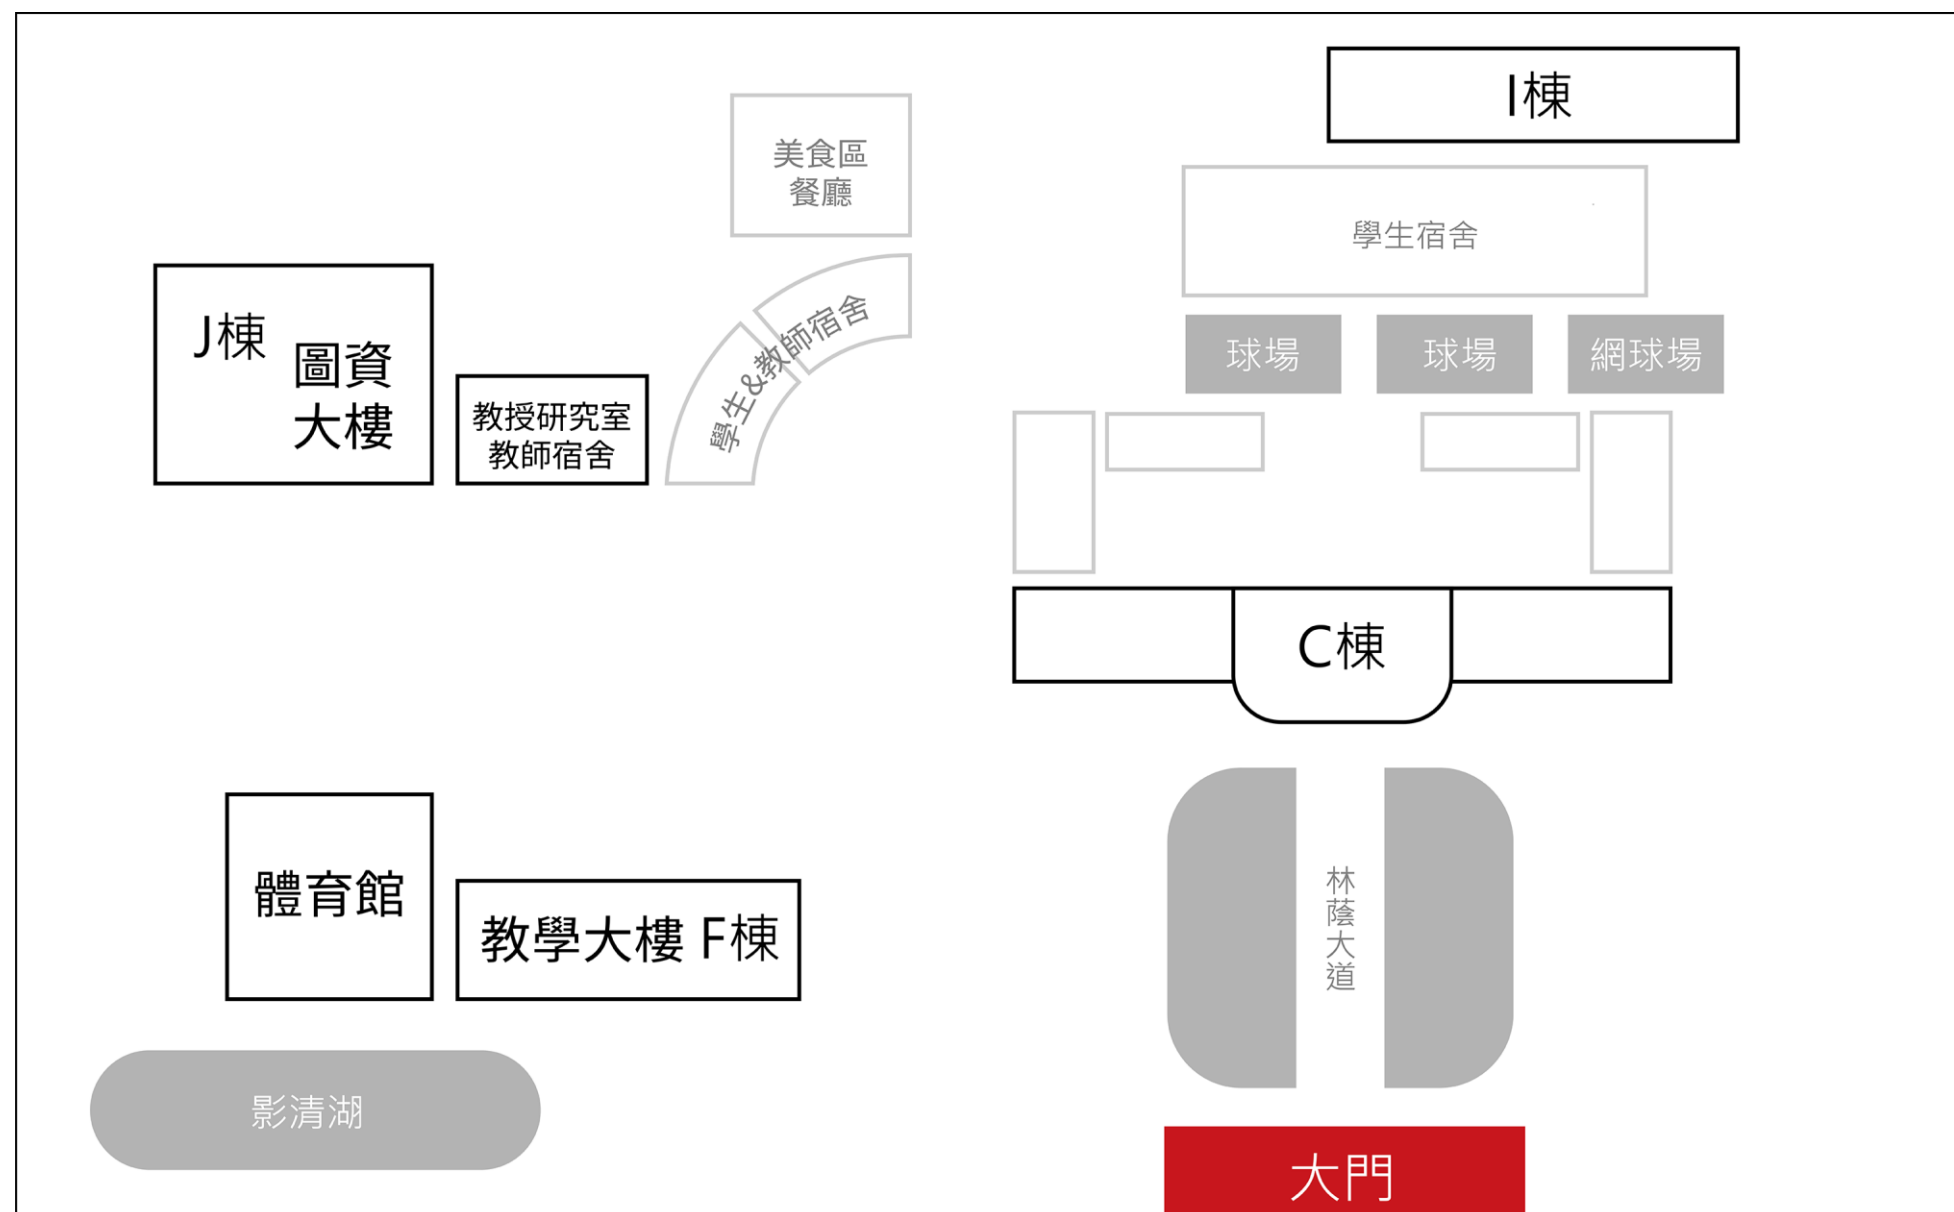 I棟
美食區
餐廳
學生宿舍
J棟
圖資
大樓
教授研究室
教師宿舍
學生&教師宿舍
球場
球場
網球場
C棟
體育館
教學大樓 F棟
林蔭大道
影清湖
大門